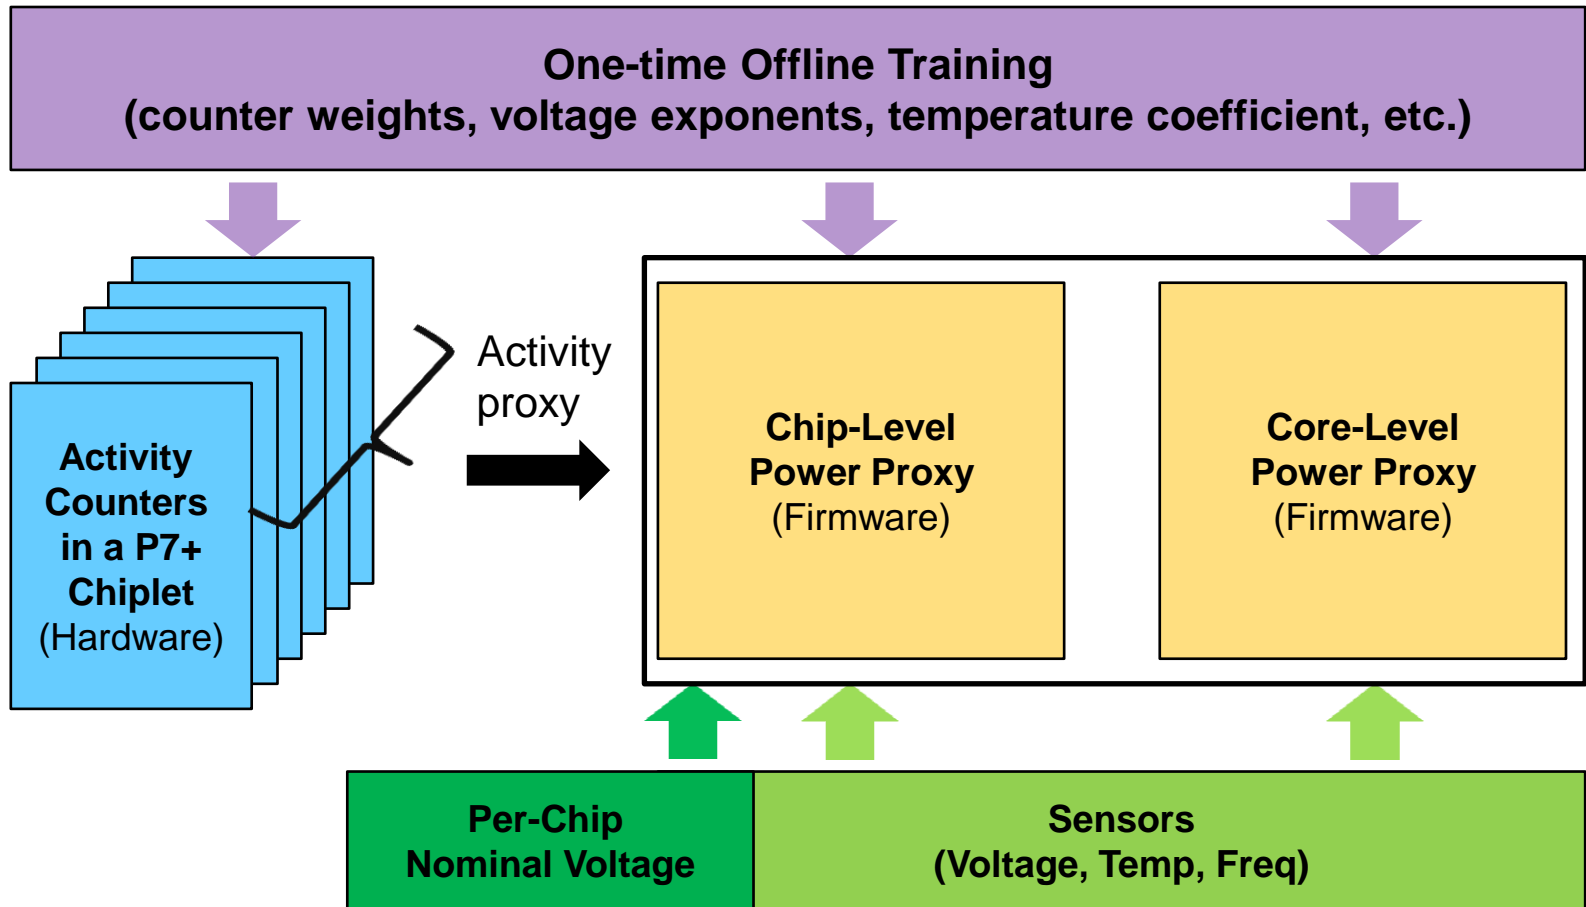 One-time Offline Training
(counter weights, voltage exponents, temperature coefficient, etc.)
Activity
proxy
Activity
Counters
in a P7+
Chiplet
(Hardware)
Chip-Level
Power Proxy
(Firmware)
Core-Level
Power Proxy
(Firmware)
Per-Chip
Nominal Voltage
Sensors
(Voltage, Temp, Freq)